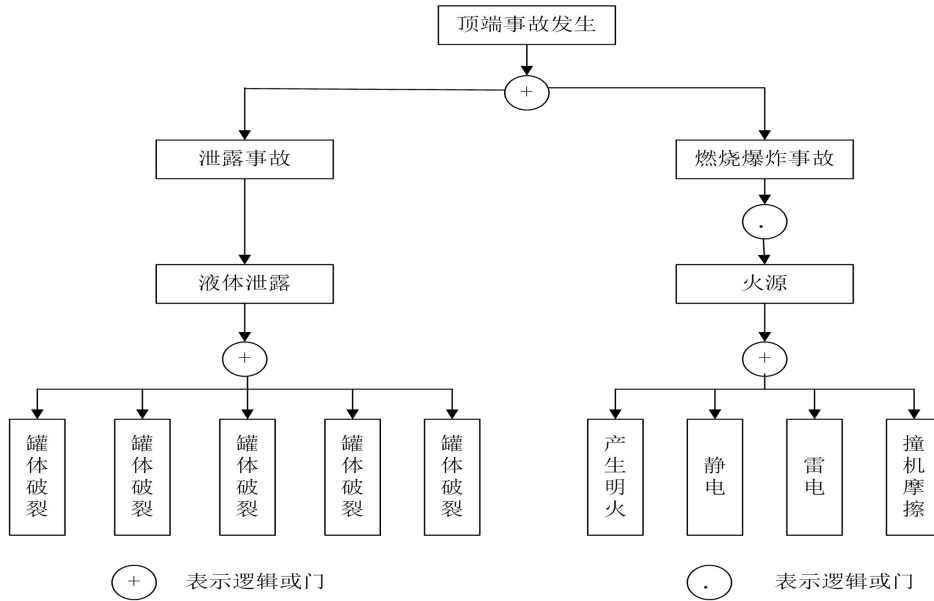 顶端事故发生
+
泄露事故
燃烧爆炸事故
.
液体泄露
火源
+
+
罐体破裂
罐体破裂
罐体破裂
罐体破裂
罐体破裂
产生明火
静电
雷电
撞机摩擦
+ 表示逻辑或门
. 表示逻辑或门